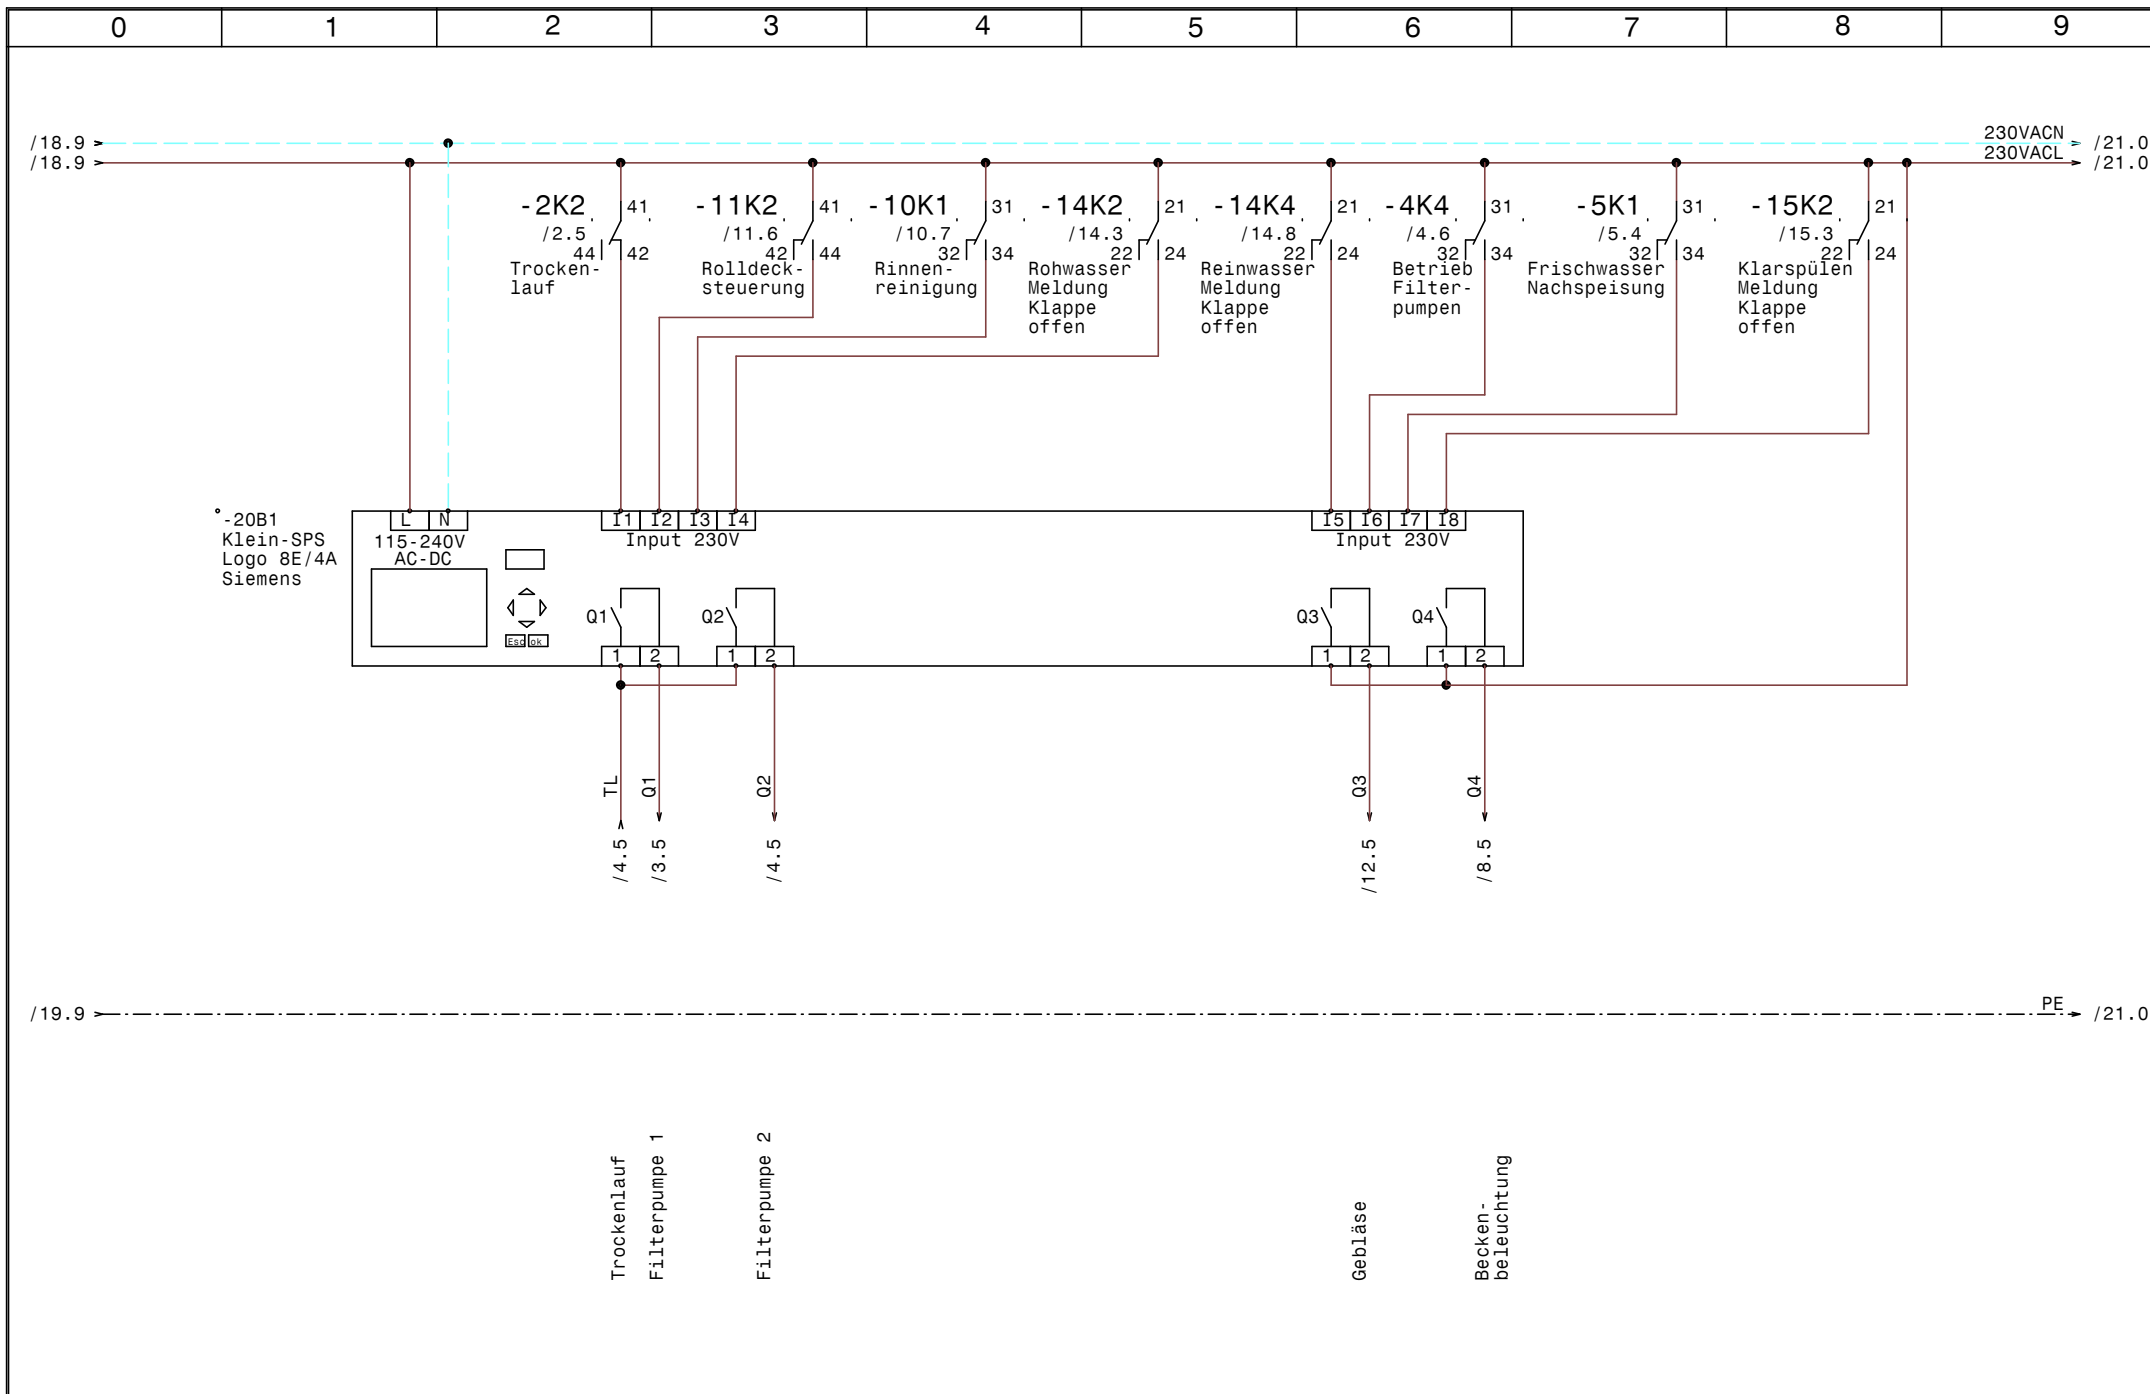 0 1 2 3 4 5 6 7 8 9
/18.9 230VACN /21.0
/18.9 230VACL /21.0
-2K2 41
/2.5
44 42
Trocken-
lauf
-11K2 41
/11.6
42 44
Rolldeck-
steuerung
-10K1 31
/10.7
32 34
Rinnen-
reinigung
-14K2 21
/14.3
22 24
Rohwasser
Meldung
Klappe
offen
-14K4 21
/14.8
22 24
Reinwasser
Meldung
Klappe
offen
-4K4 31
/4.6
32 34
Betrieb
Filter-
pumpen
-5K1 31
/5.4
32 34
Frischwasser
Nachspeisung
-15K2 21
/15.3
22 24
Klarspülen
Meldung
Klappe
offen
-20B1
Klein-SPS
Logo 8E/4A
Siemens
L N
115-240V
AC-DC
Esc ok
I1 I2 I3 I4
Input 230V
I5 I6 I7 I8
Input 230V
Q1 Q2 Q3 Q4
1 2 1 2 1 2 1 2
TL Q1 Q2 Q3 Q4
/4.5 /3.5 /4.5 /12.5 /8.5
/19.9 PE /21.0
Trockenlauf
Filterpumpe 1
Filterpumpe 2
Gebläse
Becken-
beleuchtung